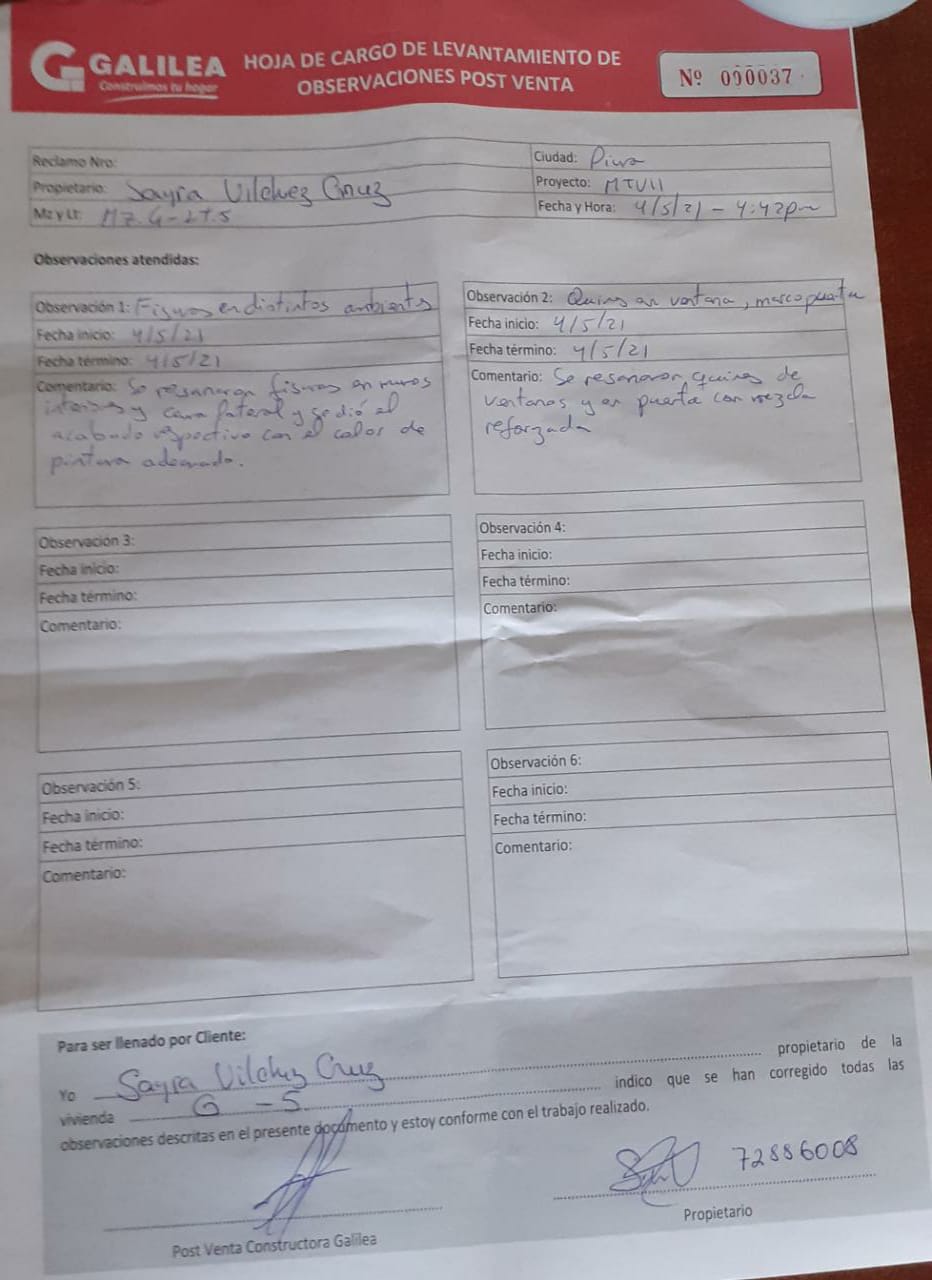 GALILEA
Construimos tu hogar
HOJA DE CARGO DE LEVANTAMIENTO DE
OBSERVACIONES POST VENTA
Nº 000037
Reclamo Nro:
Propietario: Sayra Vilchez Cruz
Mz y Lt: MZ G-LT.5
Ciudad: Piura
Proyecto: MTVII
Fecha y Hora: 4/5/21 - 4:42pm
Observaciones atendidas:
Observación 1: Fisuras en distintos ambientes
Fecha inicio: 4/5/21
Fecha término: 4/5/21
Comentario: Se resanaron fisuras en muros
interiores y cara lateral y se dió el
acabado respectivo con el color de
pintura adecuado.
Observación 2: Quiñes en ventana, marco puerta
Fecha inicio: 4/5/21
Fecha término: 4/5/21
Comentario: Se resanaron quiñes de
ventanas y en puerta con mezcla
reforzada
Observación 3:
Fecha inicio:
Fecha término:
Comentario:
Observación 4:
Fecha inicio:
Fecha término:
Comentario:
Observación 5:
Fecha inicio:
Fecha término:
Comentario:
Observación 6:
Fecha inicio:
Fecha término:
Comentario:
Para ser llenado por Cliente:
Yo Sayra Vilchez Cruz propietario de la
vivienda G - 5 indico que se han corregido todas las
observaciones descritas en el presente documento y estoy conforme con el trabajo realizado.
72886008
Post Venta Constructora Galilea
Propietario